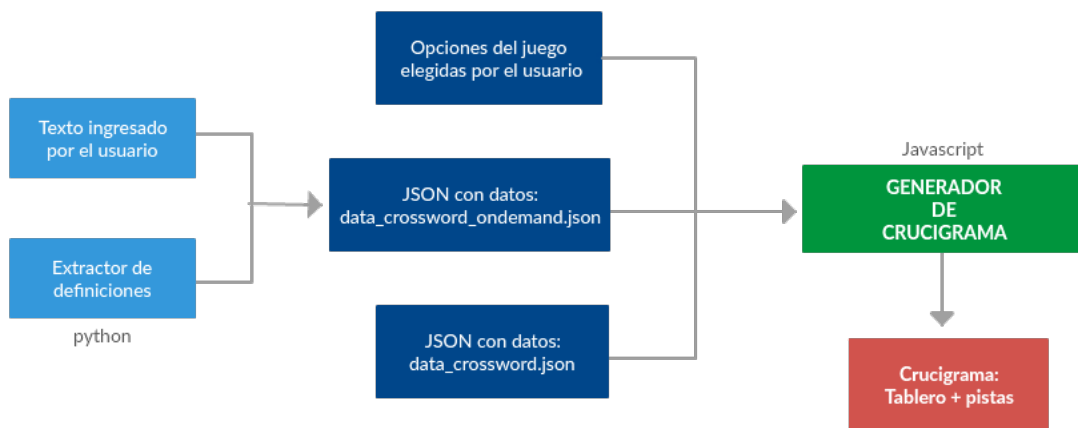 Opciones del juego
elegidas por el usuario
Texto ingresado
por el usuario
Javascript
JSON con datos:
data_crossword_ondemand.json
GENERADOR
DE
CRUCIGRAMA
Extractor de
definiciones
python
JSON con datos:
data_crossword.json
Crucigrama:
Tablero + pistas